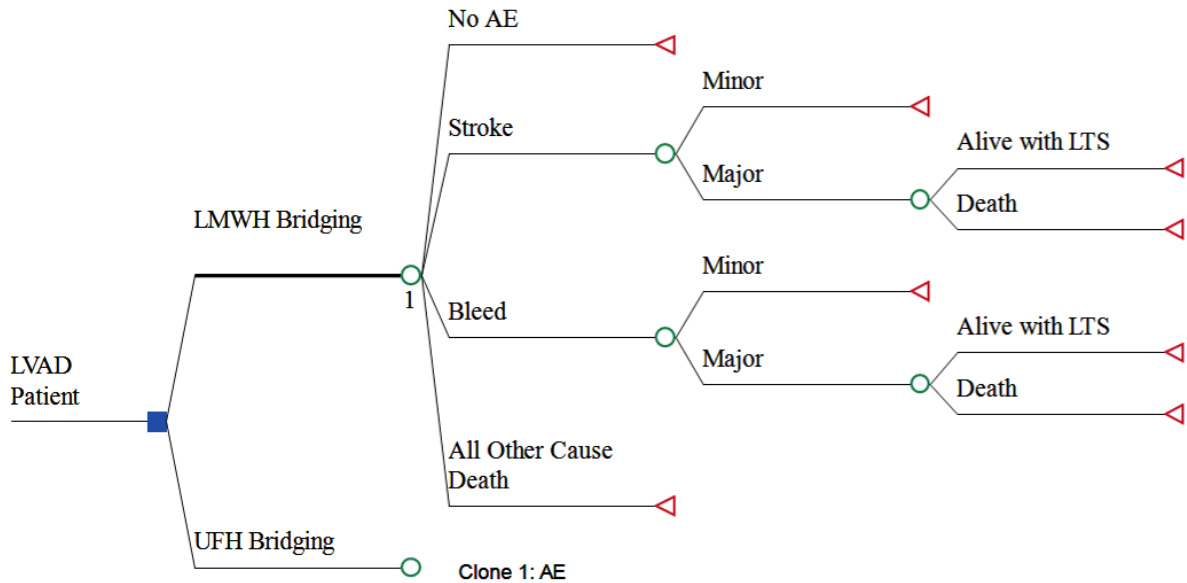 No AE
Minor
Stroke
Alive with LTS
Major
Death
LMWH Bridging
1
Minor
Bleed
Alive with LTS
Major
Death
LVAD
Patient
All Other Cause
Death
UFH Bridging
Clone 1: AE